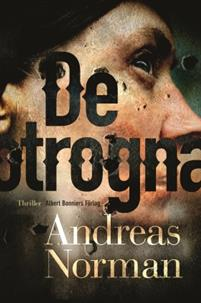 De
otrogna
Thriller Albert Bonniers Förlag
Andreas
Norman